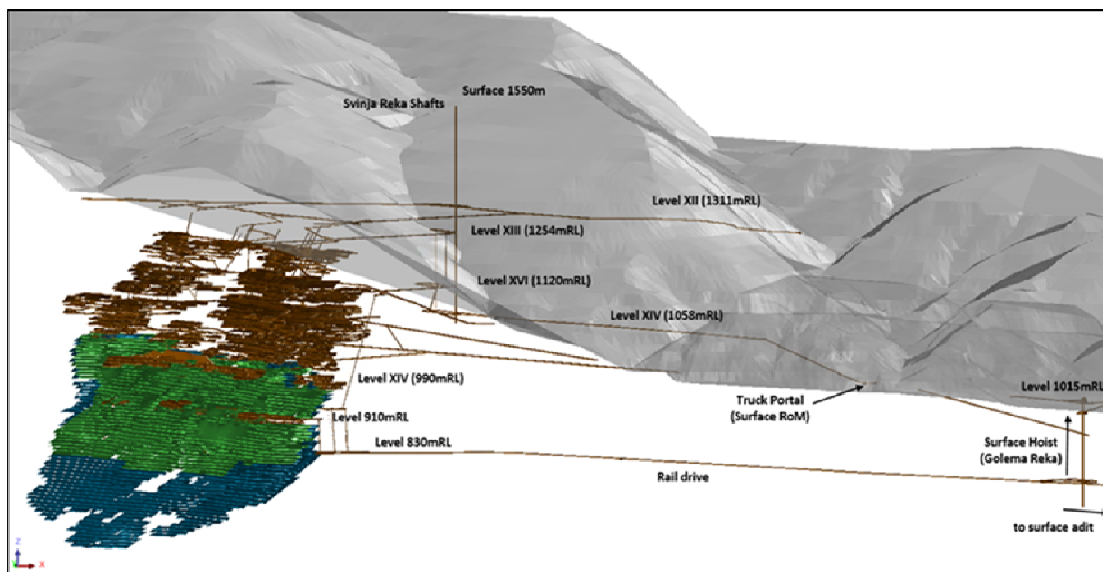 Surface 1550m
Svinja Reka Shafts
Level XII (1311mRL)
Level XIII (1254mRL)
Level XVI (1120mRL)
Level XIV (1058mRL)
Level XIV (990mRL)
Level 1015mRL
Truck Portal
(Surface RoM)
Level 910mRL
Level 830mRL
Surface Hoist
(Golema Reka)
Rail drive
to surface adit
Z
X